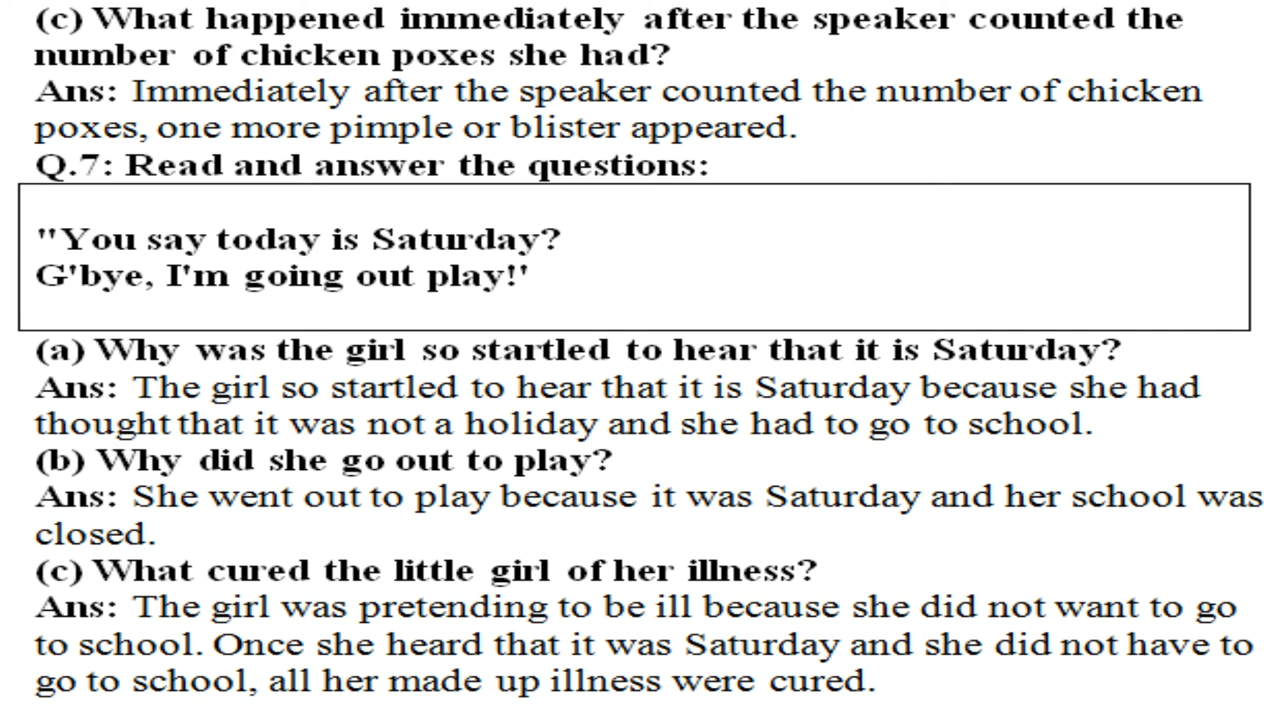 (c) What happened immediately after the speaker counted the
number of chicken poxes she had?
Ans: Immediately after the speaker counted the number of chicken
poxes, one more pimple or blister appeared.
Q.7: Read and answer the questions:
"You say today is Saturday?
G'bye, I'm going out play!'
(a) Why was the girl so startled to hear that it is Saturday?
Ans: The girl so startled to hear that it is Saturday because she had
thought that it was not a holiday and she had to go to school.
(b) Why did she go out to play?
Ans: She went out to play because it was Saturday and her school was
closed.
(c) What cured the little girl of her illness?
Ans: The girl was pretending to be ill because she did not want to go
to school. Once she heard that it was Saturday and she did not have to
go to school, all her made up illness were cured.